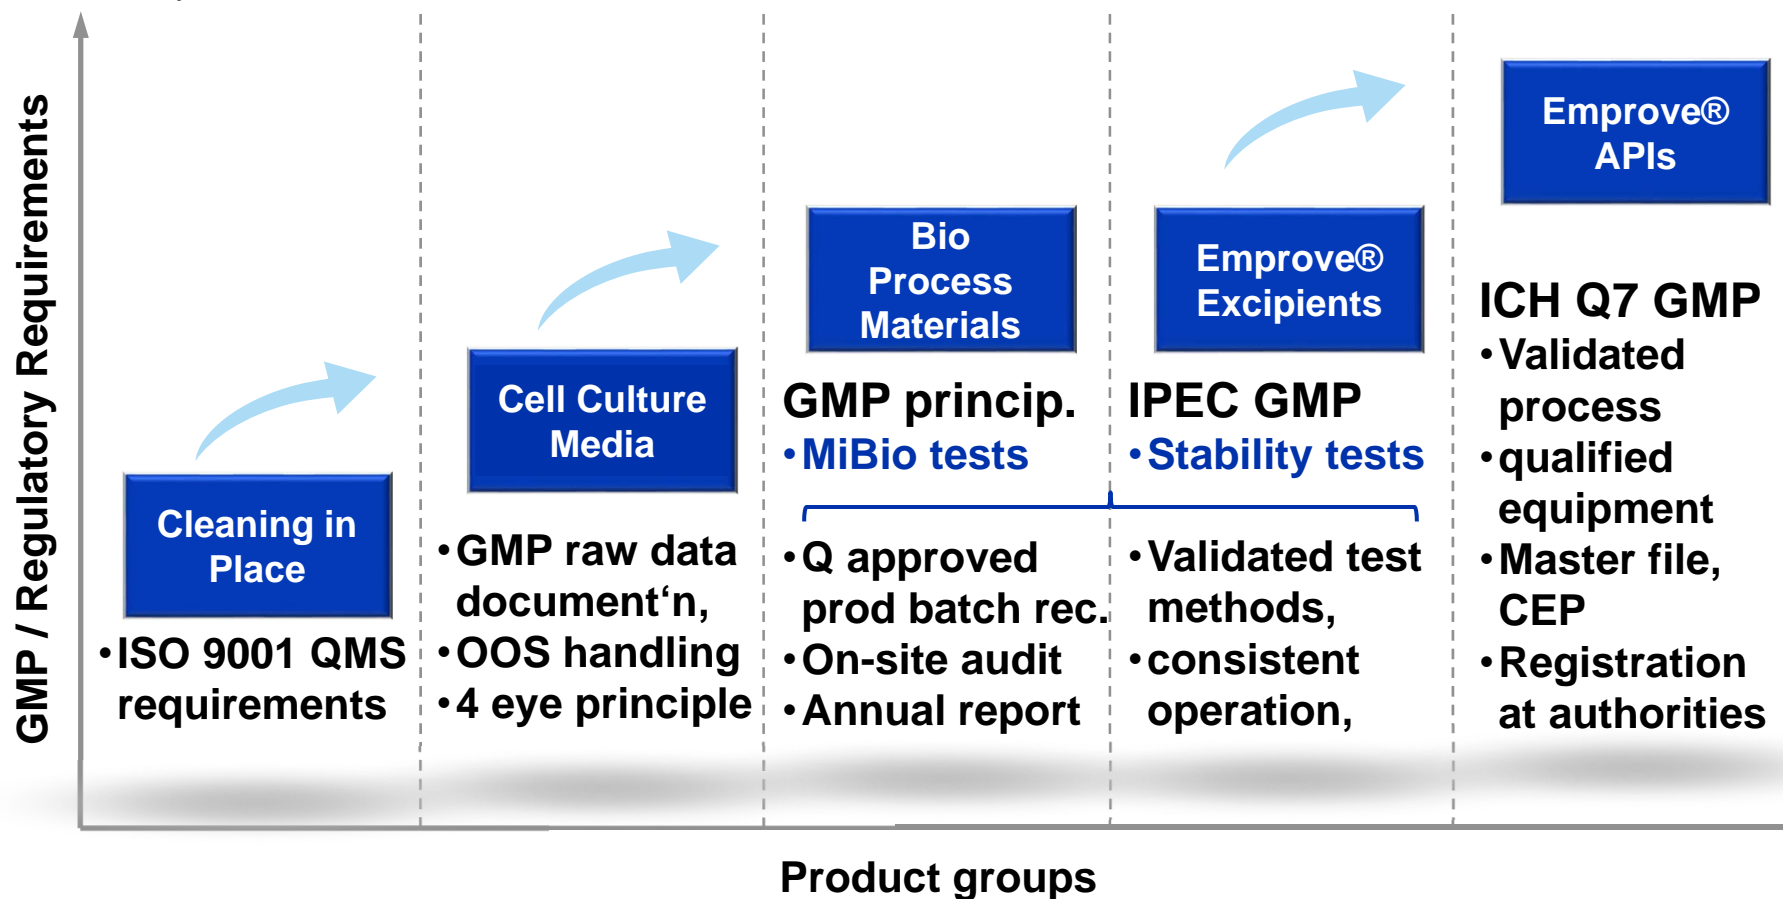 GMP / Regulatory Requirements
Cleaning in
Place
•ISO 9001 QMS
requirements
Cell Culture
Media
•GMP raw data
document‘n,
•OOS handling
•4 eye principle
Bio
Process
Materials
GMP princip.
•MiBio tests
•Q approved
prod batch rec.
•On-site audit
•Annual report
Emprove®
Excipients
IPEC GMP
•Stability tests
•Validated test
methods,
•consistent
operation,
Emprove®
APIs
ICH Q7 GMP
•Validated
process
•qualified
equipment
•Master file,
CEP
•Registration
at authorities
Product groups